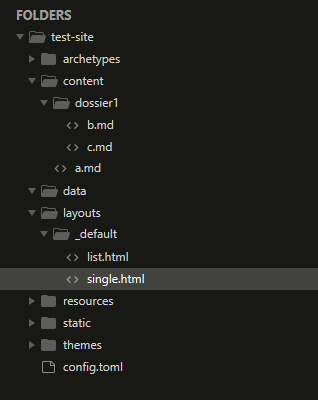 FOLDERS
test-site
archetypes
content
dossier1
b.md
c.md
a.md
data
layouts
_default
list.html
single.html
resources
static
themes
config.toml